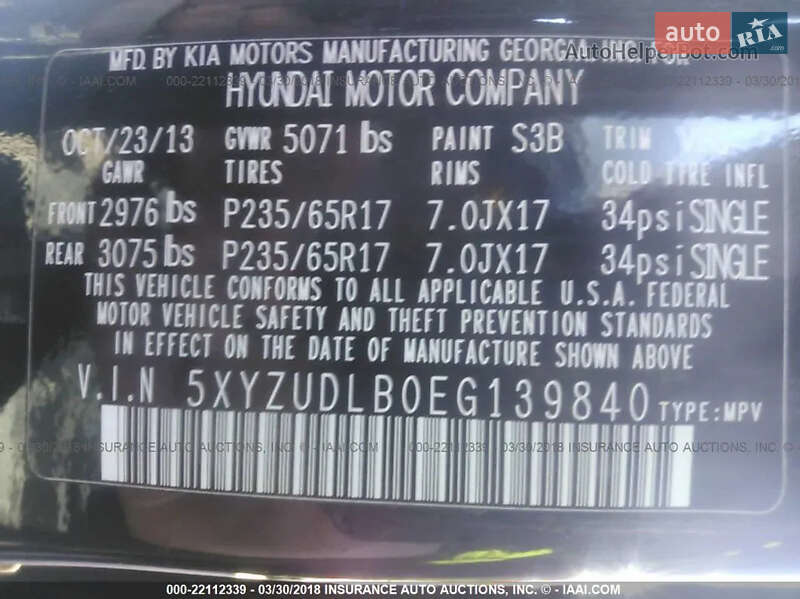 auto RIA
MFD. BY KIA MOTORS MANUFACTURING GEORGIA
HYUNDAI MOTOR COMPANY
OCT/23/13 GVWR 5071 lbs PAINT S3B TRIM
GAWR TIRES RIMS COLD TIRE INFL
FRONT 2976 lbs P235/65R17 7.0JX17 34psi SINGLE
REAR 3075 lbs P235/65R17 7.0JX17 34psi SINGLE
THIS VEHICLE CONFORMS TO ALL APPLICABLE U.S.A. FEDERAL
MOTOR VEHICLE SAFETY AND THEFT PREVENTION STANDARDS
IN EFFECT ON THE DATE OF MANUFACTURE SHOWN ABOVE
V.I.N 5XYZUDLB0EG139840 TYPE:MPV
000-22112339 - 03/30/2018 INSURANCE AUTO AUCTIONS, INC. - © IAAI.COM